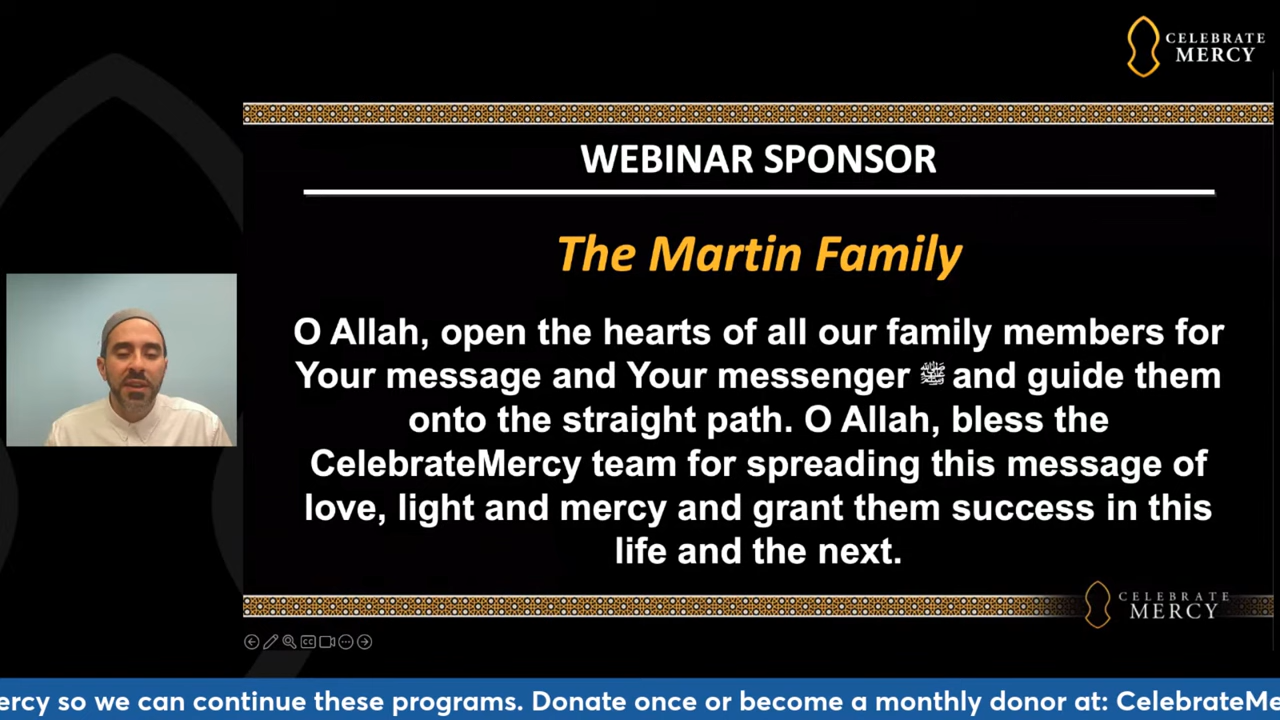 CELEBRATE
MERCY
WEBINAR SPONSOR
The Martin Family
O Allah, open the hearts of all our family members for
Your message and Your messenger ﷺ and guide them
onto the straight path. O Allah, bless the
CelebrateMercy team for spreading this message of
love, light and mercy and grant them success in this
life and the next.
CELEBRATE
MERCY
CC
ercy so we can continue these programs. Donate once or become a monthly donor at: CelebrateMe